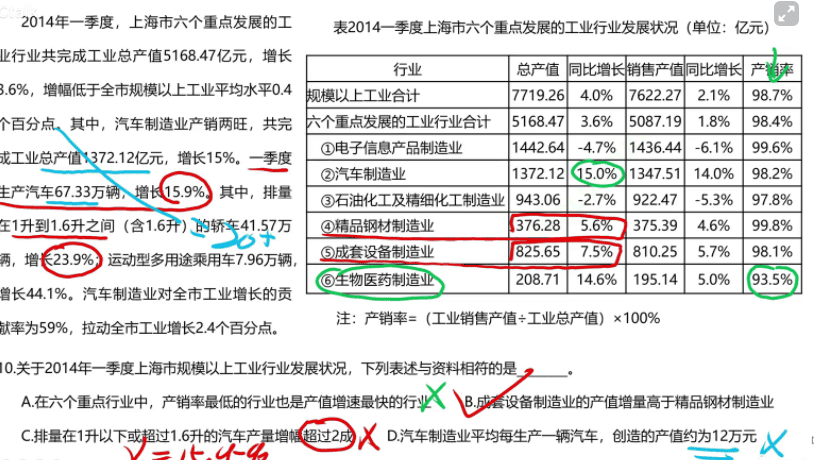 2014年一季度，上海市六个重点发展的工
业行业共完成工业总产值5168.47亿元，增长
3.6%，增幅低于全市规模以上工业平均水平0.4
个百分点。其中，汽车制造业产销两旺，共完
成工业总产值1372.12亿元，增长15%。一季度
生产汽车67.33万辆，增长15.9%。其中，排量
在1升到1.6升之间（含1.6升）的轿车41.57万
辆，增长23.9%；运动型多用途乘用车7.96万辆，
增长44.1%。汽车制造业对全市工业增长的贡
献率为59%，拉动全市工业增长2.4个百分点。
表2014一季度上海市六个重点发展的工业行业发展状况（单位：亿元）
行业 总产值 同比增长 销售产值 同比增长 产销率
规模以上工业合计 7719.26 4.0% 7622.27 2.1% 98.7%
六个重点发展的工业行业合计 5168.47 3.6% 5087.19 1.8% 98.4%
①电子信息产品制造业 1442.64 -4.7% 1436.44 -6.1% 99.6%
②汽车制造业 1372.12 15.0% 1347.51 14.0% 98.2%
③石油化工及精细化工制造业 943.06 -2.7% 922.47 -5.3% 97.8%
④精品钢材制造业 376.28 5.6% 375.39 4.6% 99.8%
⑤成套设备制造业 825.65 7.5% 810.25 5.7% 98.1%
⑥生物医药制造业 208.71 14.6% 195.14 5.0% 93.5%
注：产销率=（工业销售产值÷工业总产值）×100%
10.关于2014年一季度上海市规模以上工业行业发展状况，下列表述与资料相符的是______。
A.在六个重点行业中，产销率最低的行业也是产值增速最快的行业 B.成套设备制造业的产值增量高于精品钢材制造业
C.排量在1升以下或超过1.6升的汽车产量增幅超过2成 D.汽车制造业平均每生产一辆汽车，创造的产值约为12万元